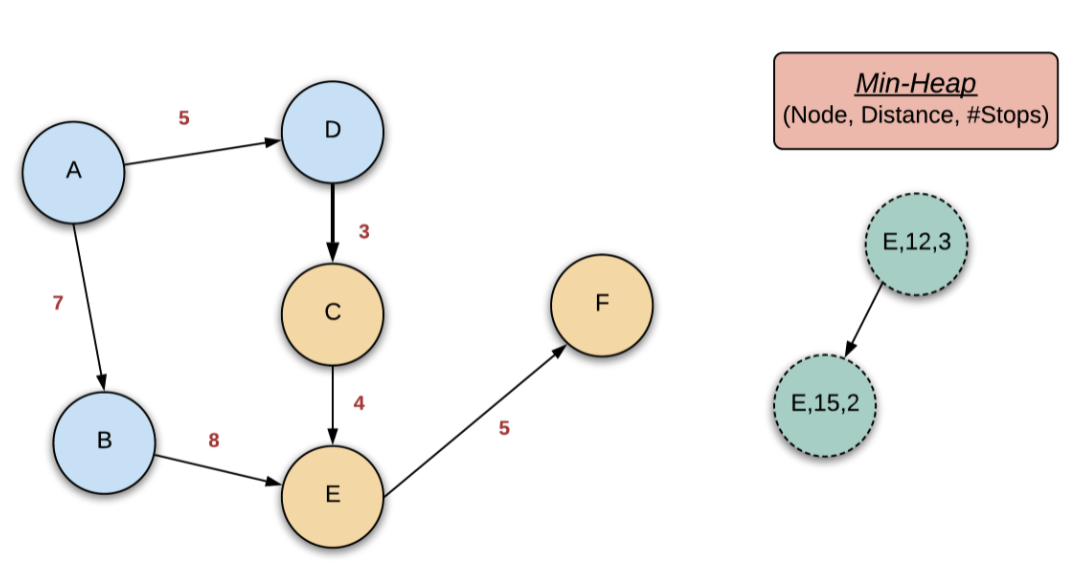 Min-Heap
(Node, Distance, #Stops)
5
D
A
3
E,12,3
7
C
F
4
E,15,2
B
8
5
E